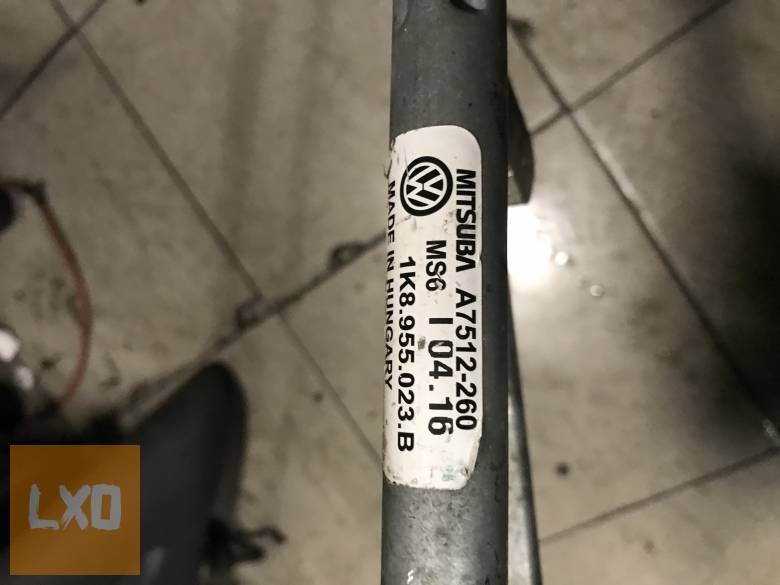 MITSUBA A7512-260
MS6 I 04.16
1K8.955.023.B
MADE IN HUNGARY
LXO